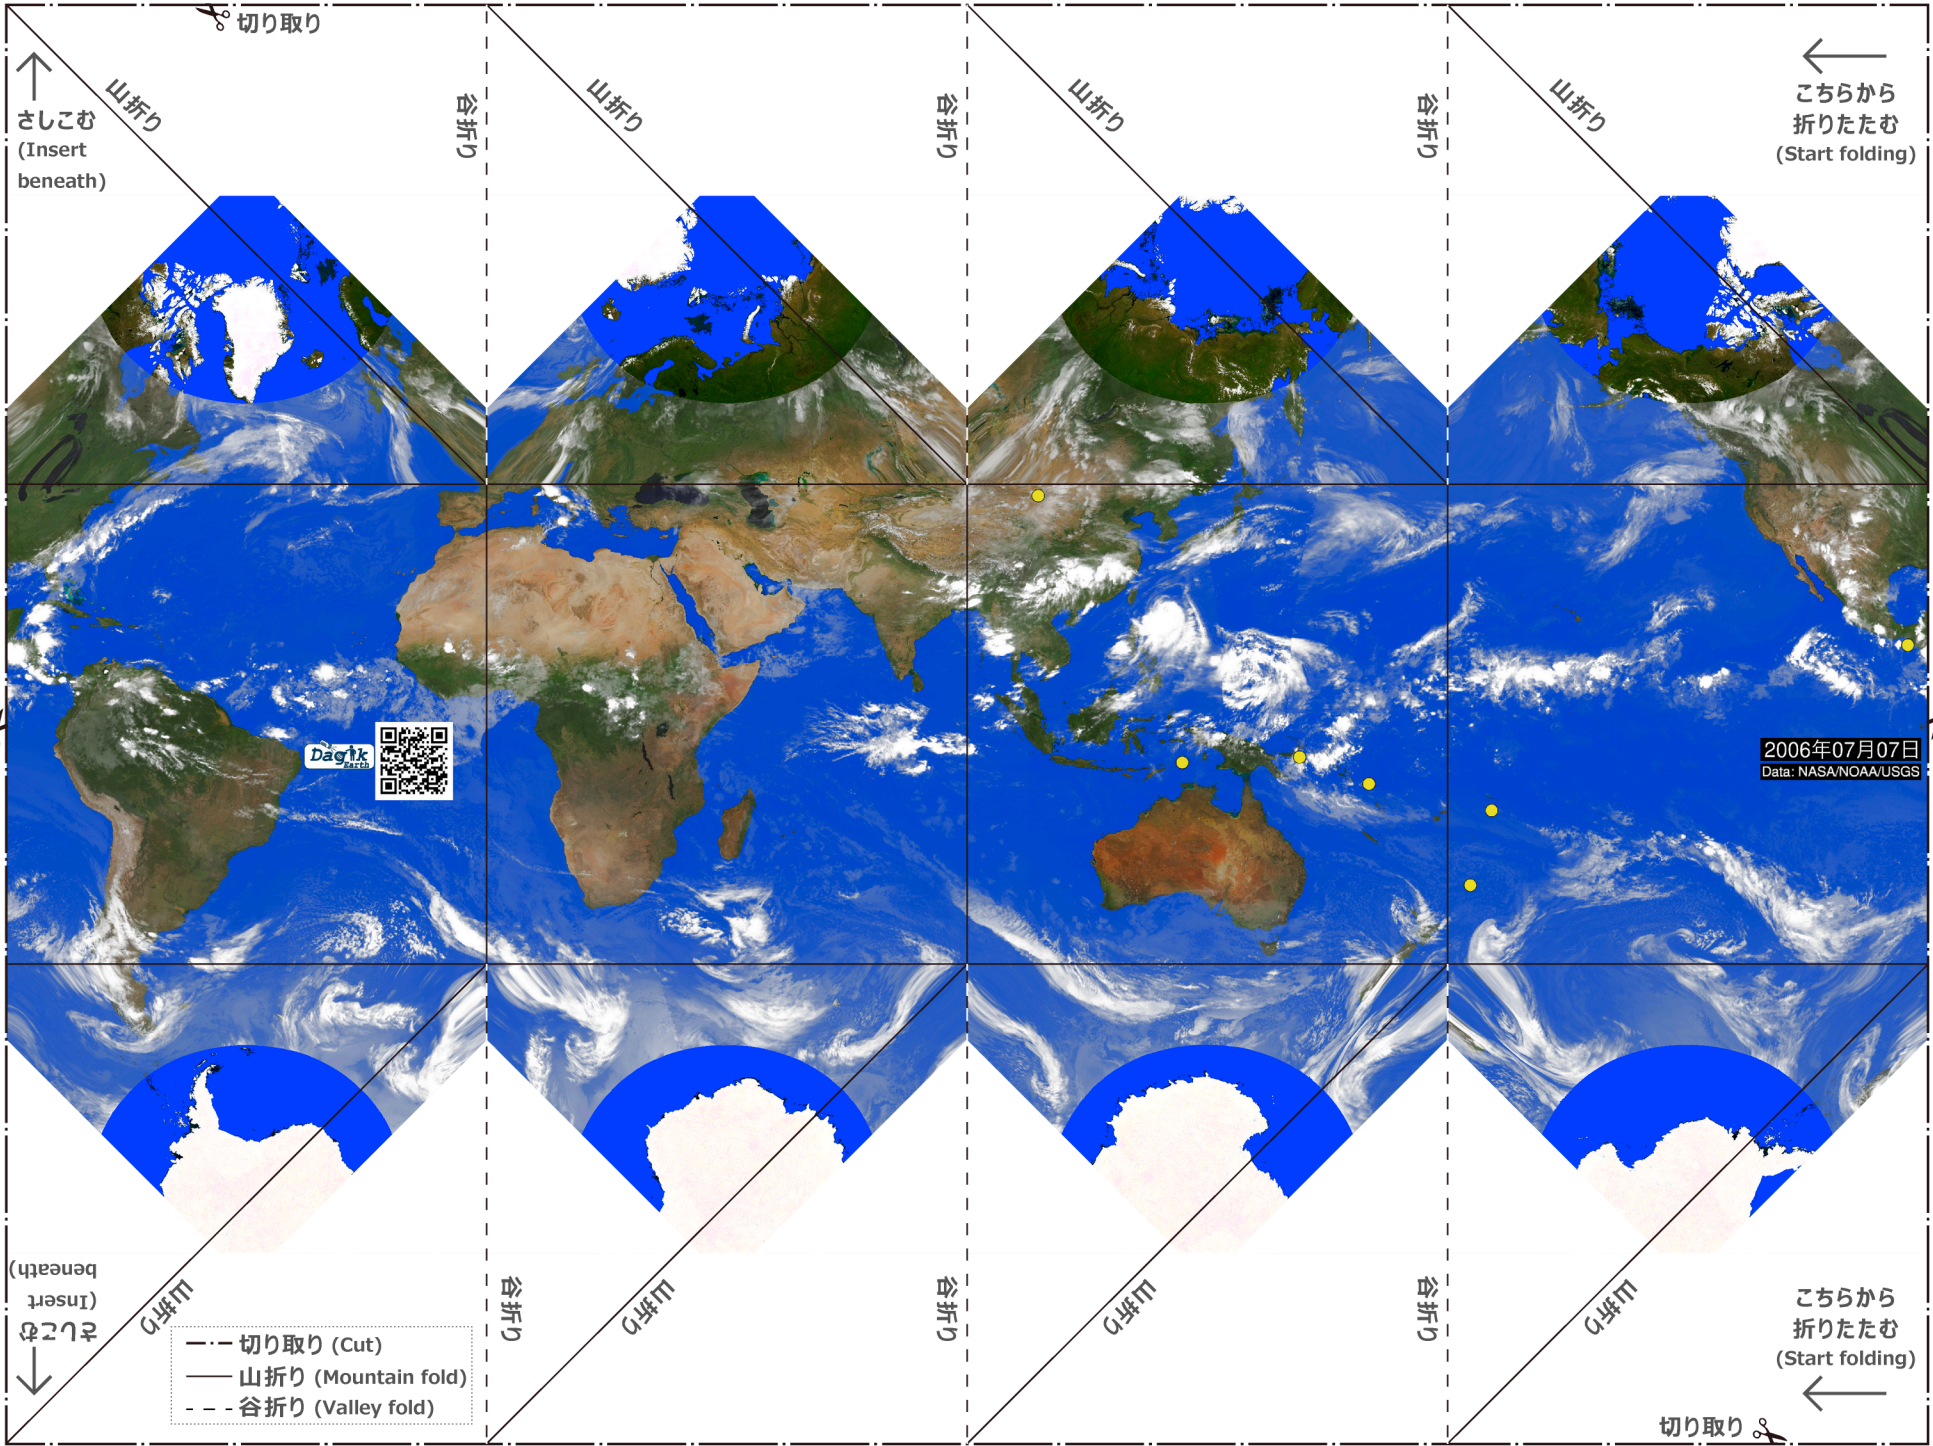 切り取り
山折り
谷折り
山折り
谷折り
山折り
谷折り
山折り
さしこむ
(Insert
beneath)
こちらから
折りたたむ
(Start folding)
Dagik
Earth
2006年07月07日
Data: NASA/NOAA/USGS
さしこむ
(Insert
beneath)
山折り
谷折り
山折り
谷折り
山折り
谷折り
山折り
こちらから
折りたたむ
(Start folding)
切り取り (Cut)
山折り (Mountain fold)
谷折り (Valley fold)
切り取り